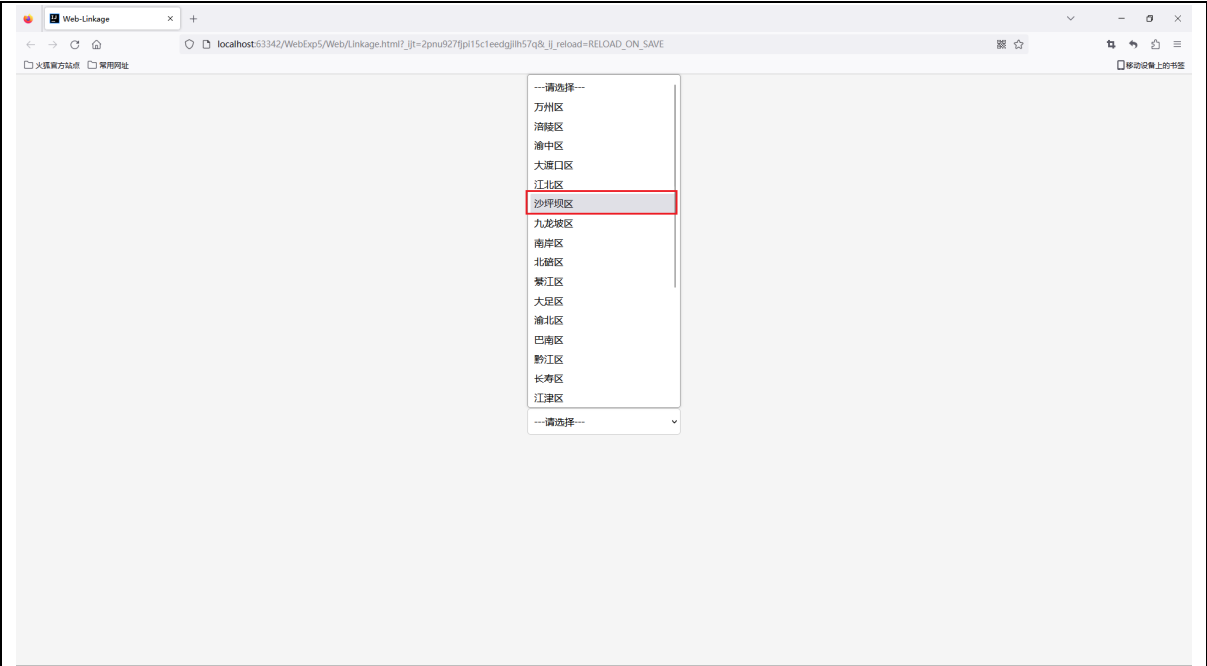 Web-Linkage
localhost:63342/WebExp5/Web/Linkage.html?_ijt=2pnu927fjpl15c1eedgjilh57q&_ij_reload=RELOAD_ON_SAVE
火狐官方站点 常用网址 移动设备上的书签
---请选择---
万州区
涪陵区
渝中区
大渡口区
江北区
沙坪坝区
九龙坡区
南岸区
北碚区
綦江区
大足区
渝北区
巴南区
黔江区
长寿区
江津区
---请选择---